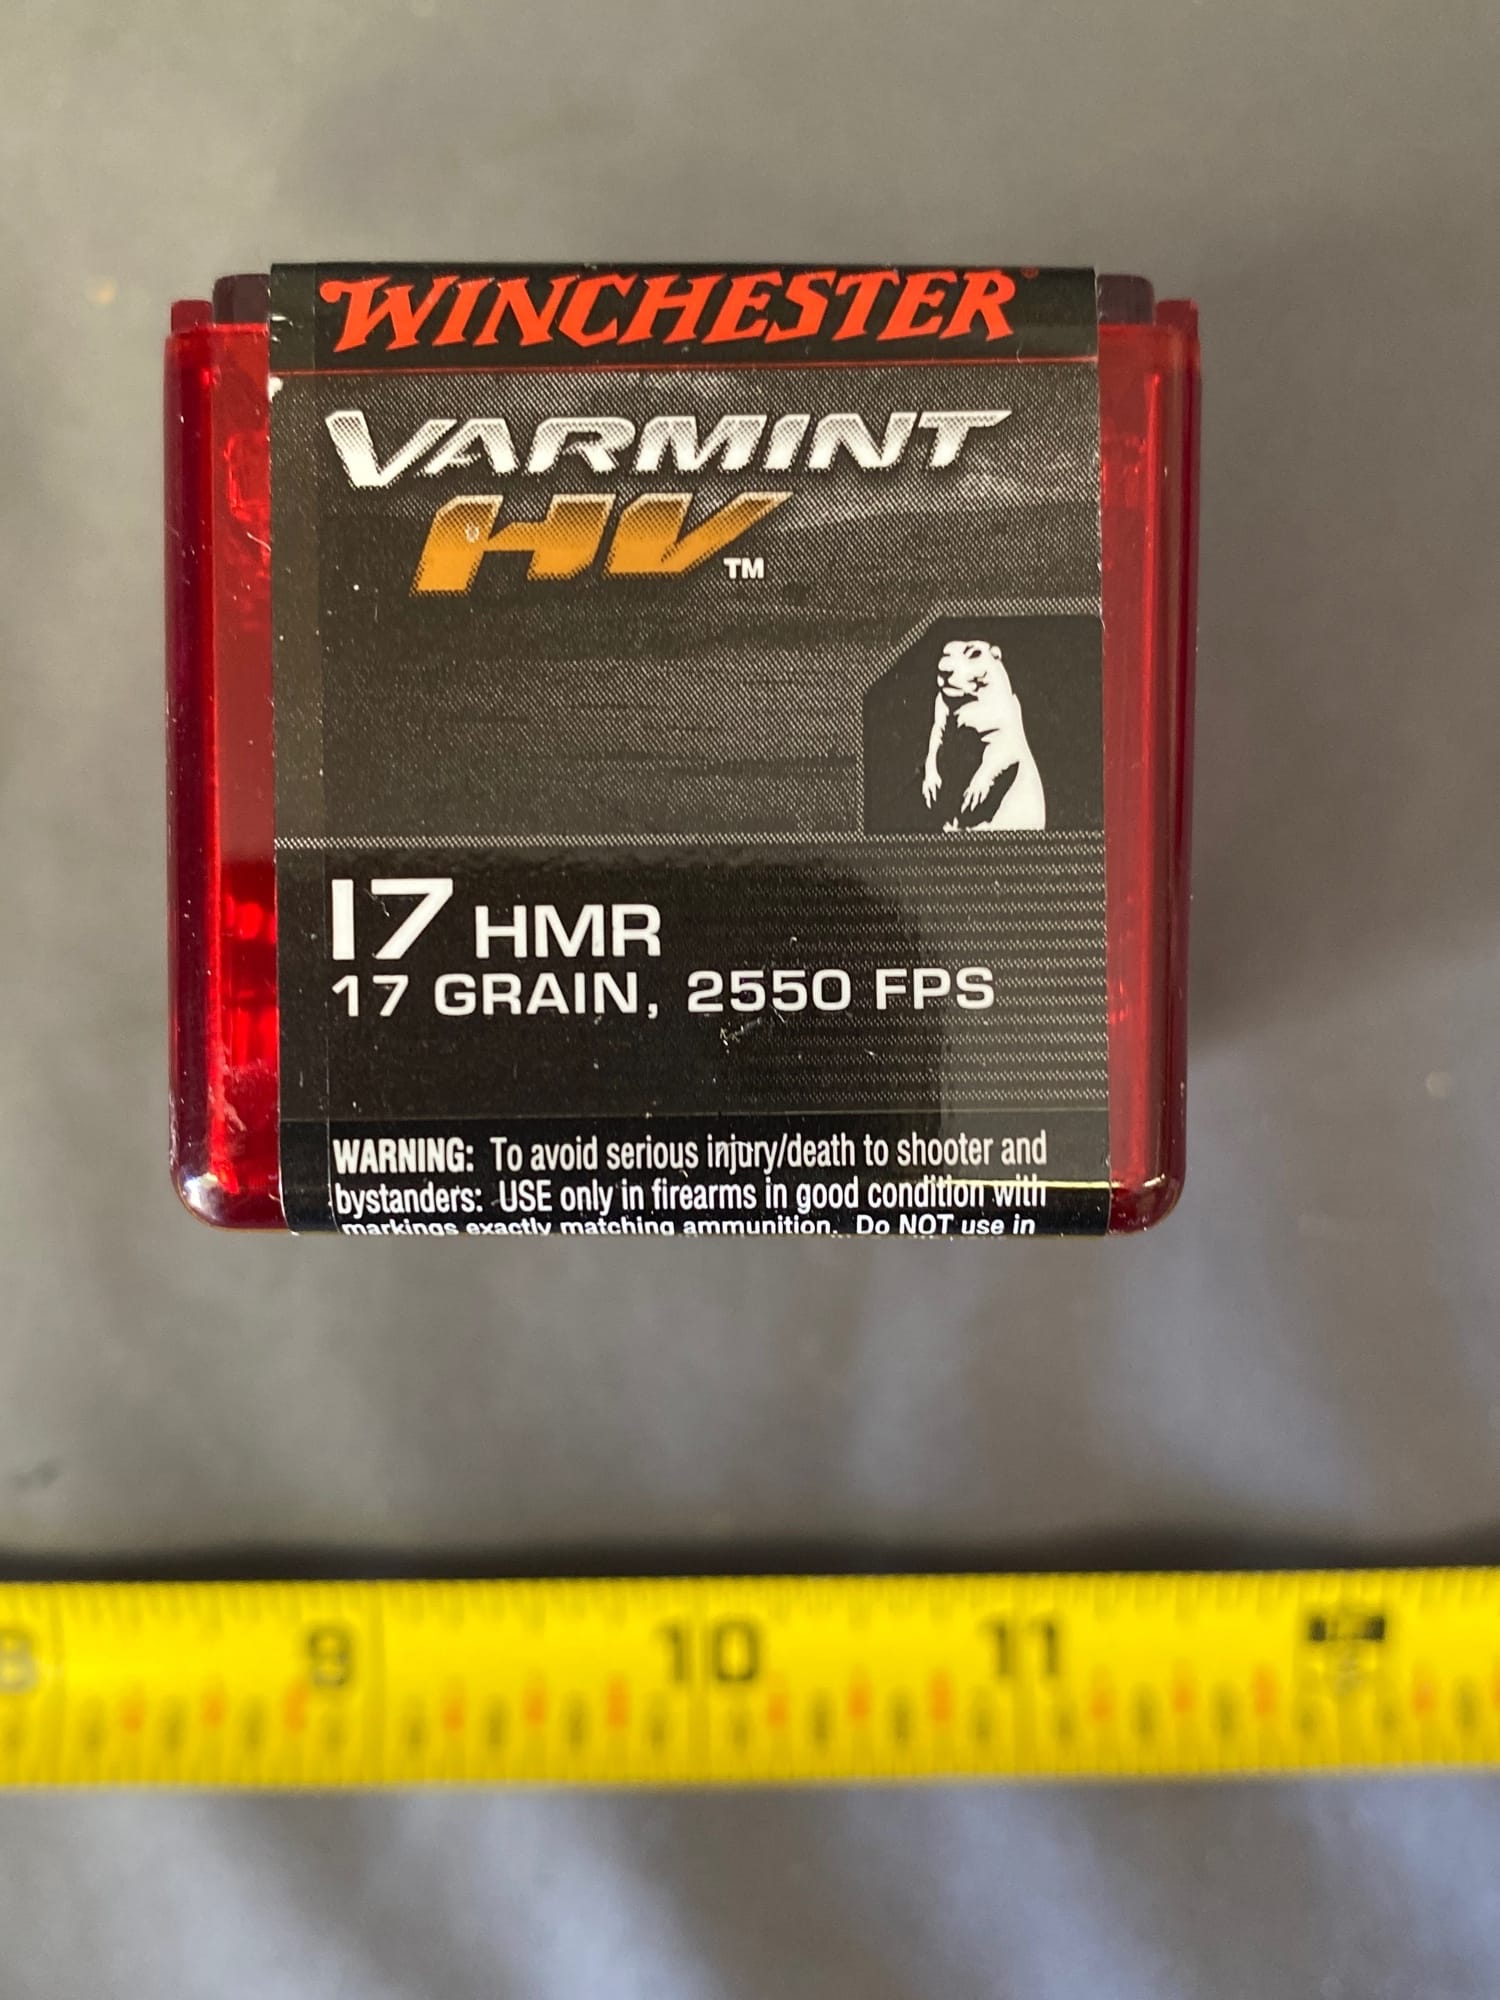 WINCHESTER®
VARMINT
HV™
17 HMR
17 GRAIN, 2550 FPS
WARNING: To avoid serious injury/death to shooter and
bystanders: USE only in firearms in good condition with
markings exactly matching ammunition. Do NOT use in
8 9 10 11